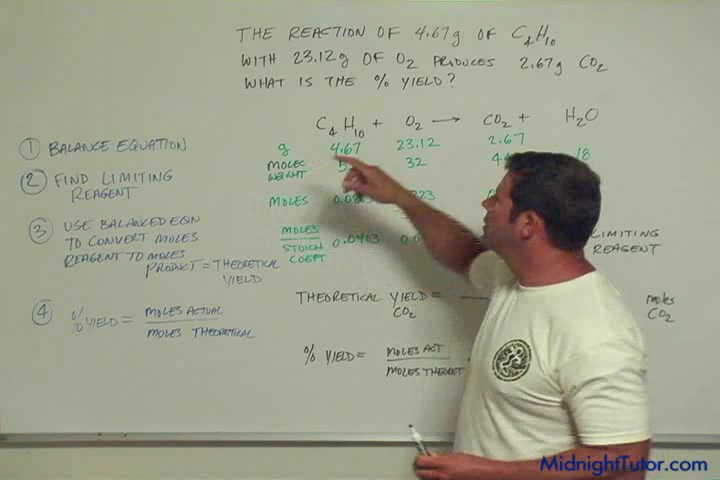 THE REACTION OF 4.67g OF C₄H₁₀
WITH 23.12g OF O₂ PRODUCES 2.67g CO₂
WHAT IS THE % YIELD?
C₄H₁₀ + O₂ → CO₂ + H₂O
① BALANCE EQUATION
g 4.67 23.12 2.67
② FIND LIMITING
REAGENT
MOLEC
WEIGHT 32 18
MOLES
③ USE BALANCED EQN
TO CONVERT MOLES
REAGENT TO MOLES
PRODUCT = THEORETICAL
YIELD
MOLES
STOICH
COEFT
0.0403
LIMITING
REAGENT
THEORETICAL YIELD =
CO₂
moles
CO₂
④ % YIELD = MOLES ACTUAL
MOLES THEORETICAL
% YIELD = MOLES ACT
MOLES THEORET
MidnightTutor.com